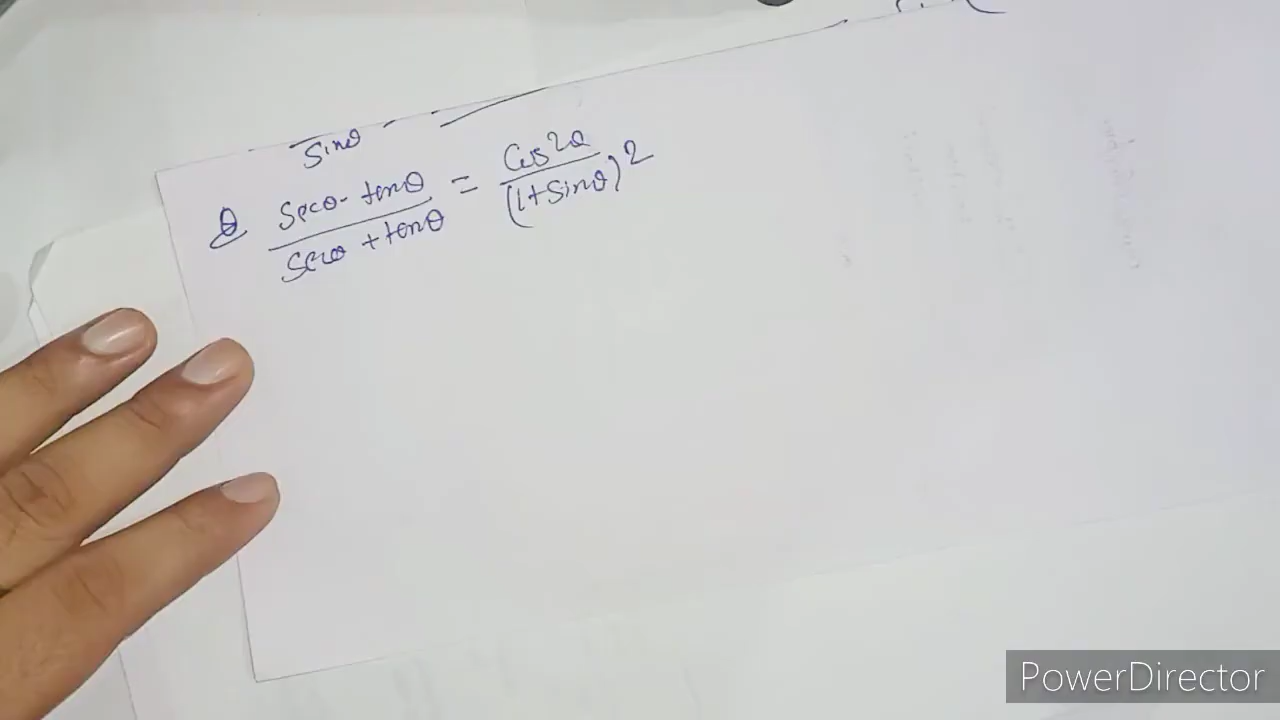 Sinθ
Q secθ - tanθ / secθ + tanθ = Cos²θ / (1+Sinθ)²
PowerDirector